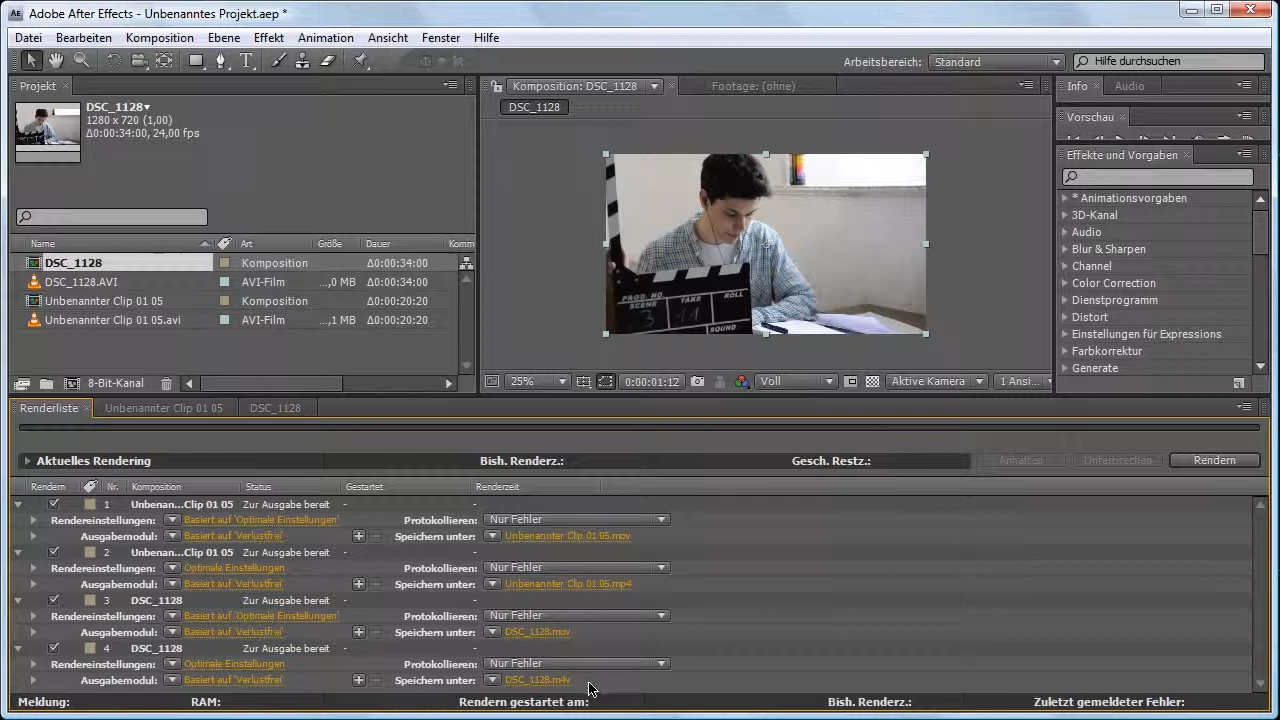 Adobe After Effects - Unbenanntes Projekt.aep *
Datei Bearbeiten Komposition Ebene Effekt Animation Ansicht Fenster Hilfe
Arbeitsbereich: Standard Hilfe durchsuchen
Projekt Komposition: DSC_1128 Footage: (ohne) Info Audio
DSC_1128 DSC_1128
1280 x 720 (1,00) Vorschau
Δ0:00:34:00, 24,00 fps
Effekte und Vorgaben
* Animationsvorgaben
3D-Kanal
Audio
Blur & Sharpen
Channel
Color Correction
Dienstprogramm
Distort
Einstellungen für Expressions
Farbkorrektur
Generate
Name Art Größe Dauer Komm
DSC_1128 Komposition Δ0:00:34:00
DSC_1128.AVI AVI-Film ...,0 MB Δ0:00:34:00
Unbenannter Clip 01 05 Komposition Δ0:00:20:20
Unbenannter Clip 01 05.avi AVI-Film ...,1 MB Δ0:00:20:20
PROD. NO.
SCENE TAKE ROLL
3 11
SOUND
8-Bit-Kanal 25% 0:00:01:12 Voll Aktive Kamera 1 Ansi...
Renderliste Unbenannter Clip 01 05 DSC_1128
Aktuelles Rendering Bish. Renderz.: Gesch. Restz.: Anhalten Unterbrechen Rendern
Rendern Nr. Komposition Status Gestartet Renderzeit
1 Unbenan...Clip 01 05 Zur Ausgabe bereit - -
Rendereinstellungen: Basiert auf 'Optimale Einstellungen' Protokollieren: Nur Fehler
Ausgabemodul: Basiert auf 'Verlustfrei' Speichern unter: Unbenannter Clip 01 05.mov
2 Unbenan...Clip 01 05 Zur Ausgabe bereit - -
Rendereinstellungen: Optimale Einstellungen Protokollieren: Nur Fehler
Ausgabemodul: Basiert auf 'Verlustfrei' Speichern unter: Unbenannter Clip 01 05.mp4
3 DSC_1128 Zur Ausgabe bereit - -
Rendereinstellungen: Basiert auf 'Optimale Einstellungen' Protokollieren: Nur Fehler
Ausgabemodul: Basiert auf 'Verlustfrei' Speichern unter: DSC_1128.mov
4 DSC_1128 Zur Ausgabe bereit - -
Rendereinstellungen: Optimale Einstellungen Protokollieren: Nur Fehler
Ausgabemodul: Basiert auf 'Verlustfrei' Speichern unter: DSC_1128.m4v
Meldung: RAM: Rendern gestartet am: Bish. Renderz.: Zuletzt gemeldeter Fehler: